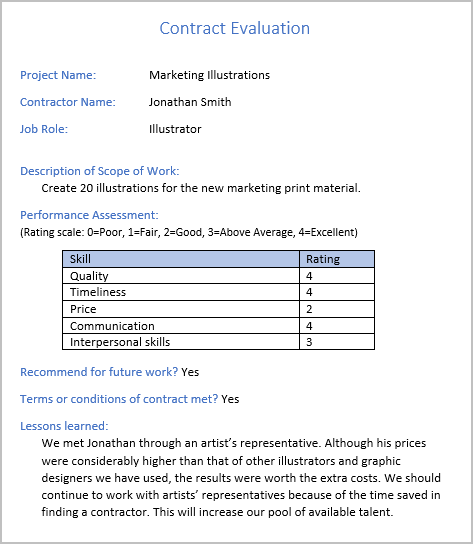 Contract Evaluation
Project Name: Marketing Illustrations
Contractor Name: Jonathan Smith
Job Role: Illustrator
Description of Scope of Work:
Create 20 illustrations for the new marketing print material.
Performance Assessment:
(Rating scale: 0=Poor, 1=Fair, 2=Good, 3=Above Average, 4=Excellent)
Skill Rating
Quality 4
Timeliness 4
Price 2
Communication 4
Interpersonal skills 3
Recommend for future work? Yes
Terms or conditions of contract met? Yes
Lessons learned:
We met Jonathan through an artist's representative. Although his prices
were considerably higher than that of other illustrators and graphic
designers we have used, the results were worth the extra costs. We should
continue to work with artists' representatives because of the time saved in
finding a contractor. This will increase our pool of available talent.